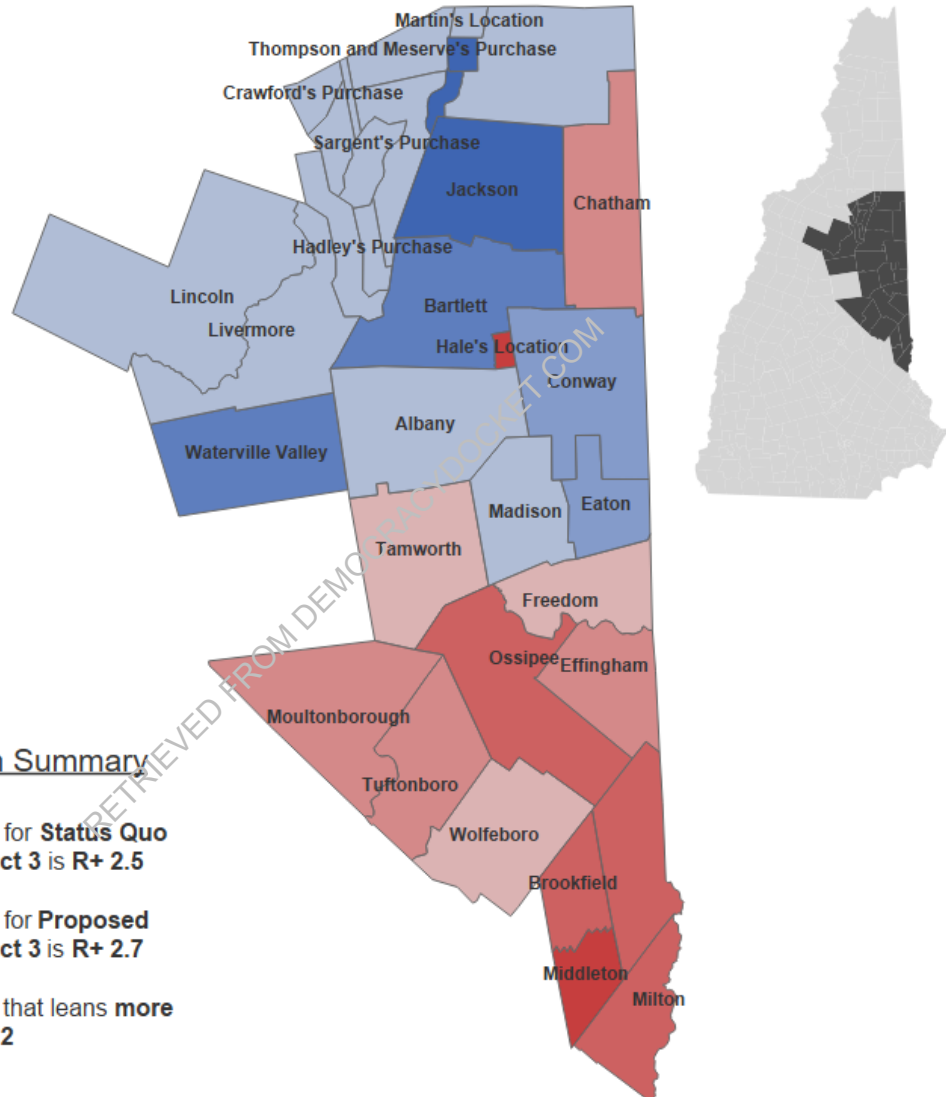 Martin's Location
Thompson and Meserve's Purchase
Crawford's Purchase
Sargent's Purchase
Jackson
Chatham
Hadley's Purchase
Lincoln
Bartlett
Livermore
Hale's Location
Conway
Albany
Waterville Valley
Eaton
Madison
Tamworth
Freedom
Ossipee
Effingham
Moultonborough
Tuftonboro
Wolfeboro
Brookfield
Middleton
Milton
RETRIEVED FROM DEMOCRACYDOCKET.COM
Summary
for Status Quo
ct 3 is R+ 2.5
for Proposed
ct 3 is R+ 2.7
that leans more
2